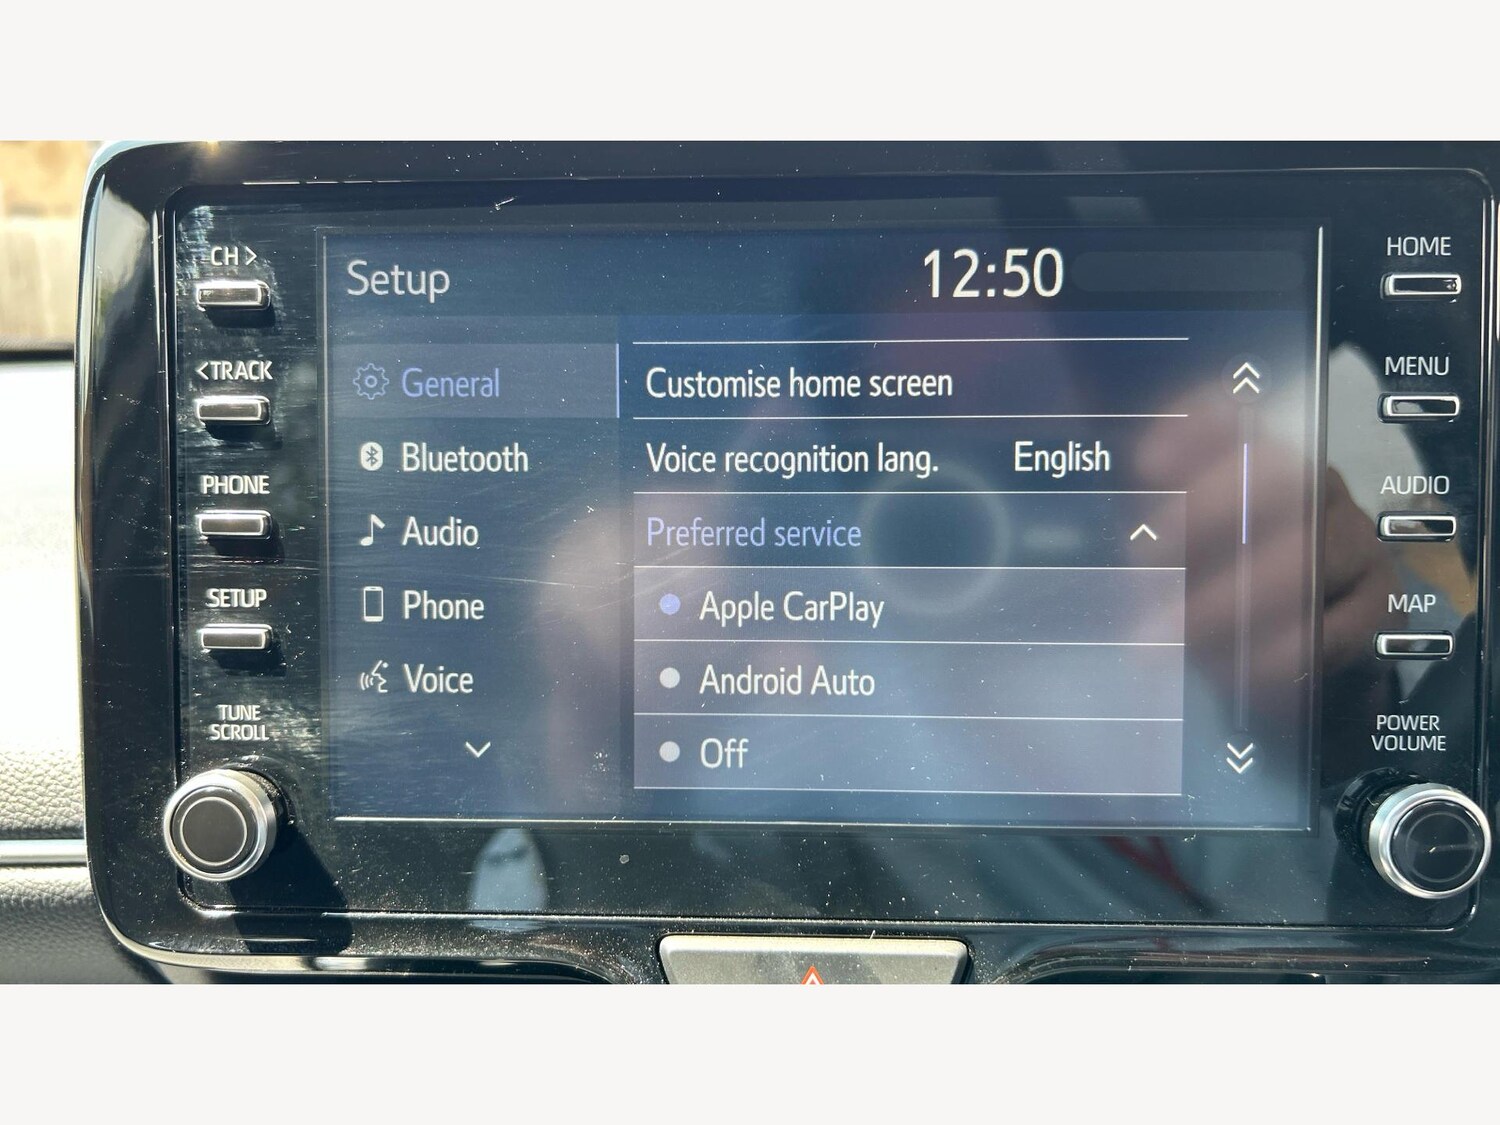 CH >
<TRACK
PHONE
SETUP
TUNE
SCROLL
Setup
12:50
General
Bluetooth
Audio
Phone
Voice
Customise home screen
Voice recognition lang. English
Preferred service
Apple CarPlay
Android Auto
Off
HOME
MENU
AUDIO
MAP
POWER
VOLUME